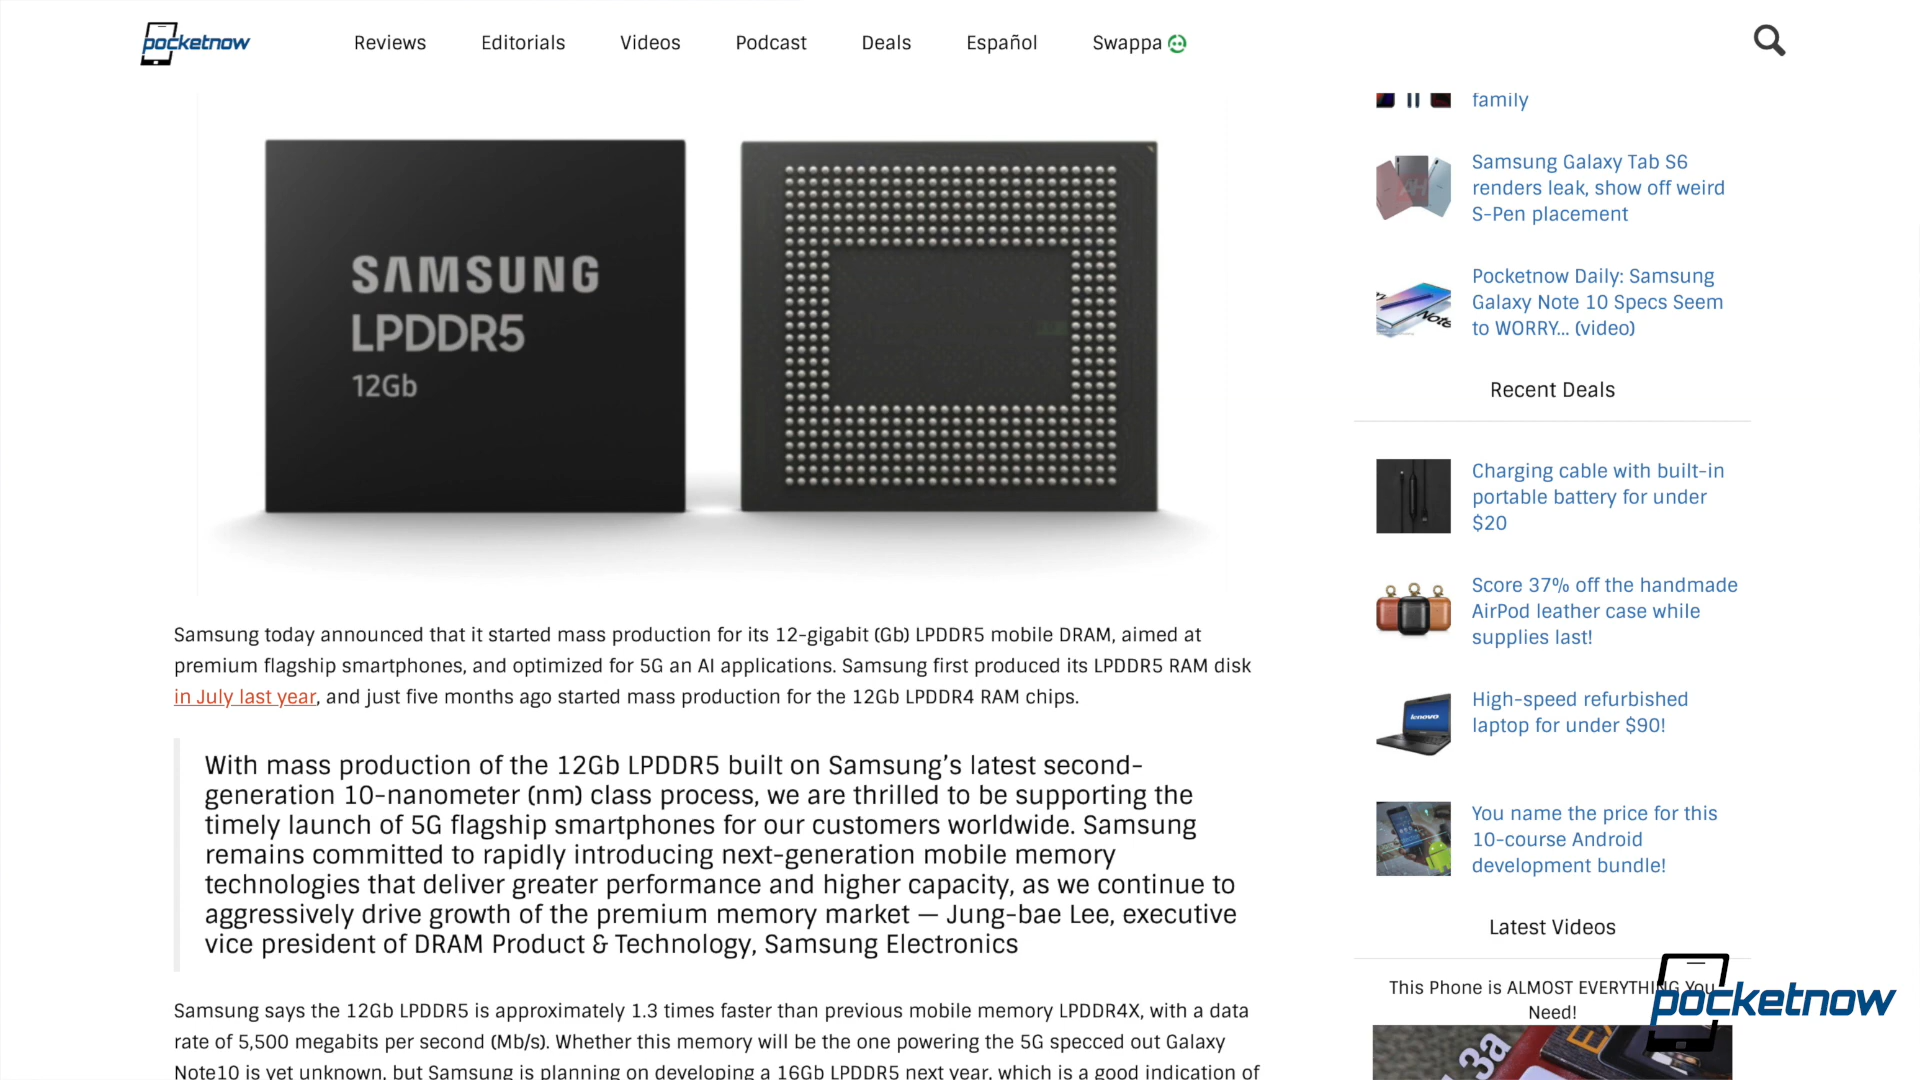 pocketnow
Reviews
Editorials
Videos
Podcast
Deals
Español
Swappa
SAMSUNG
LPDDR5
12Gb
Samsung today announced that it started mass production for its 12-gigabit (Gb) LPDDR5 mobile DRAM, aimed at
premium flagship smartphones, and optimized for 5G an AI applications. Samsung first produced its LPDDR5 RAM disk
in July last year, and just five months ago started mass production for the 12Gb LPDDR4 RAM chips.
With mass production of the 12Gb LPDDR5 built on Samsung’s latest second-
generation 10-nanometer (nm) class process, we are thrilled to be supporting the
timely launch of 5G flagship smartphones for our customers worldwide. Samsung
remains committed to rapidly introducing next-generation mobile memory
technologies that deliver greater performance and higher capacity, as we continue to
aggressively drive growth of the premium memory market — Jung-bae Lee, executive
vice president of DRAM Product & Technology, Samsung Electronics
Samsung says the 12Gb LPDDR5 is approximately 1.3 times faster than previous mobile memory LPDDR4X, with a data
rate of 5,500 megabits per second (Mb/s). Whether this memory will be the one powering the 5G specced out Galaxy
Note10 is yet unknown, but Samsung is planning on developing a 16Gb LPDDR5 next year, which is a good indication of
family
Samsung Galaxy Tab S6
renders leak, show off weird
S-Pen placement
Pocketnow Daily: Samsung
Galaxy Note 10 Specs Seem
to WORRY... (video)
Note
Recent Deals
Charging cable with built-in
portable battery for under
$20
Score 37% off the handmade
AirPod leather case while
supplies last!
High-speed refurbished
laptop for under $90!
lenovo
You name the price for this
10-course Android
development bundle!
Latest Videos
This Phone is ALMOST EVERYTHING You
Need!
pocketnow